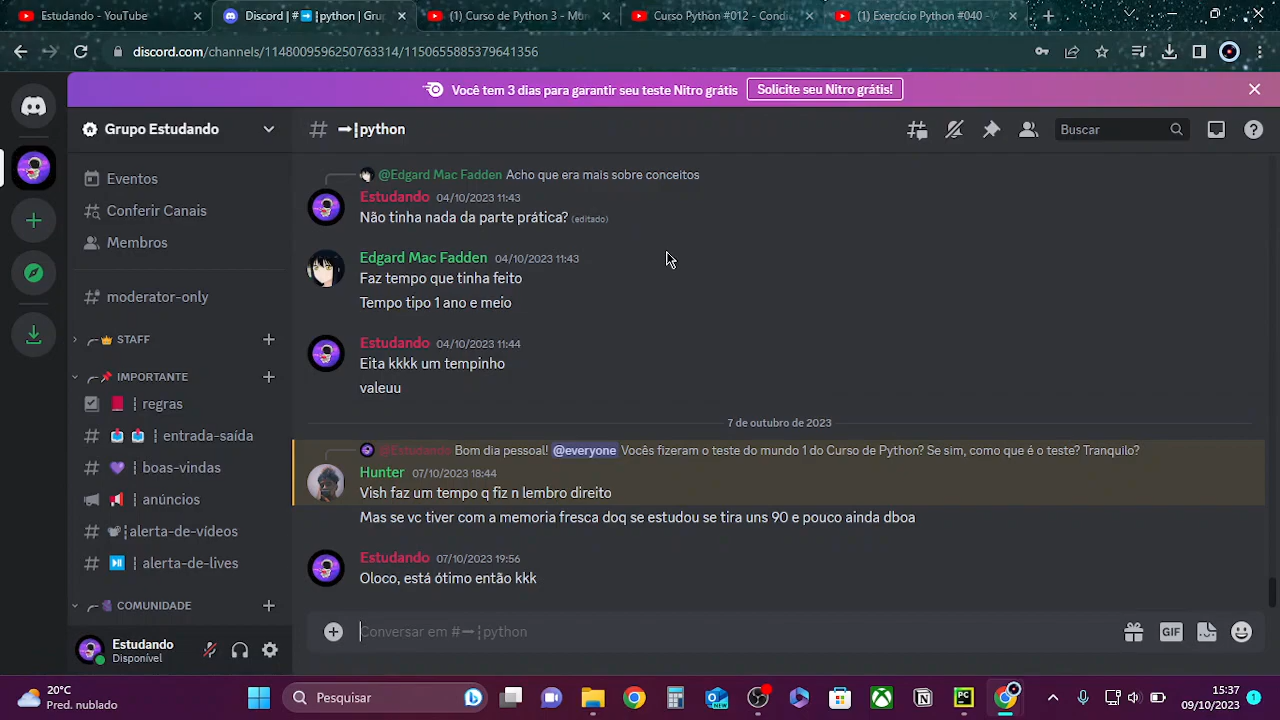 Estudando - YouTube
Discord | # ➡️ ¦python | Gru
(1) Curso de Python 3 - Mu
Curso Python #012 - Condi
(1) Exercício Python #040 -
discord.com/channels/1148009596250763314/1150655885379641356
Você tem 3 dias para garantir seu teste Nitro grátis
Solicite seu Nitro grátis!
Grupo Estudando
Eventos
Conferir Canais
Membros
moderator-only
STAFF
IMPORTANTE
regras
entrada-saída
boas-vindas
anúncios
alerta-de-vídeos
alerta-de-lives
COMUNIDADE
Estudando
Disponível
➡¦python
Buscar
@Edgard Mac Fadden Acho que era mais sobre conceitos
Estudando 04/10/2023 11:43
Não tinha nada da parte prática? (editado)
Edgard Mac Fadden 04/10/2023 11:43
Faz tempo que tinha feito
Tempo tipo 1 ano e meio
Estudando 04/10/2023 11:44
Eita kkkk um tempinho
valeuu
7 de outubro de 2023
@Estudando Bom dia pessoal! @everyone Vocês fizeram o teste do mundo 1 do Curso de Python? Se sim, como que é o teste? Tranquilo?
Hunter 07/10/2023 18:44
Vish faz um tempo q fiz n lembro direito
Mas se vc tiver com a memoria fresca doq se estudou se tira uns 90 e pouco ainda dboa
Estudando 07/10/2023 19:56
Oloco, está ótimo então kkk
Conversar em #➡¦python
GIF
20°C
Pred. nublado
Pesquisar
15:37
09/10/2023
1